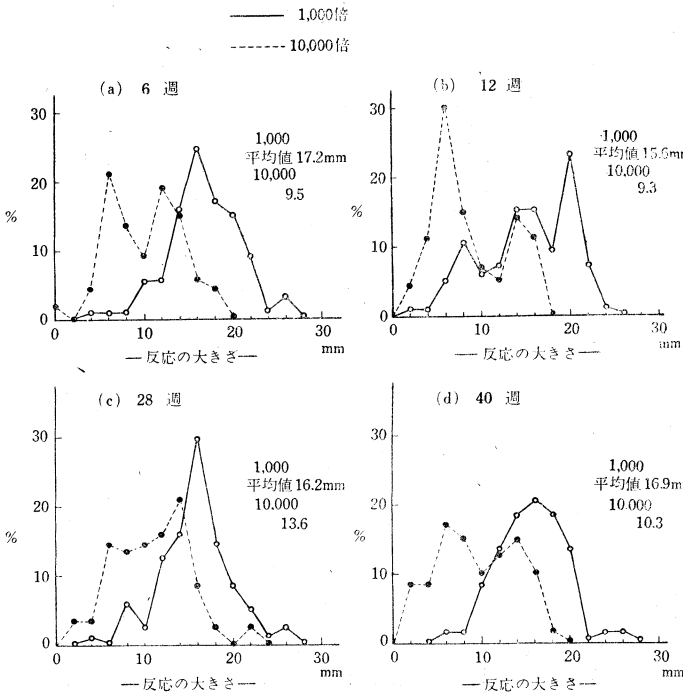 1,000倍
10,000倍
(a) 6 週
30
20
%
10
0
0 10 20 30
mm
反応の大きさ
1,000
平均値 17.2mm
10,000
9.5
(b) 12 週
30
20
%
10
0
0 10 20 30
mm
反応の大きさ
1,000
平均値 15.6mm
10,000
9.3
(c) 28 週
30
20
%
10
0
0 10 20 30
mm
反応の大きさ
1,000
平均値 16.2mm
10.000
13.6
(d) 40 週
30
20
%
10
0
0 10 20 30
mm
反応の大きさ
1,000
平均値 16.9m
10.000
10.3